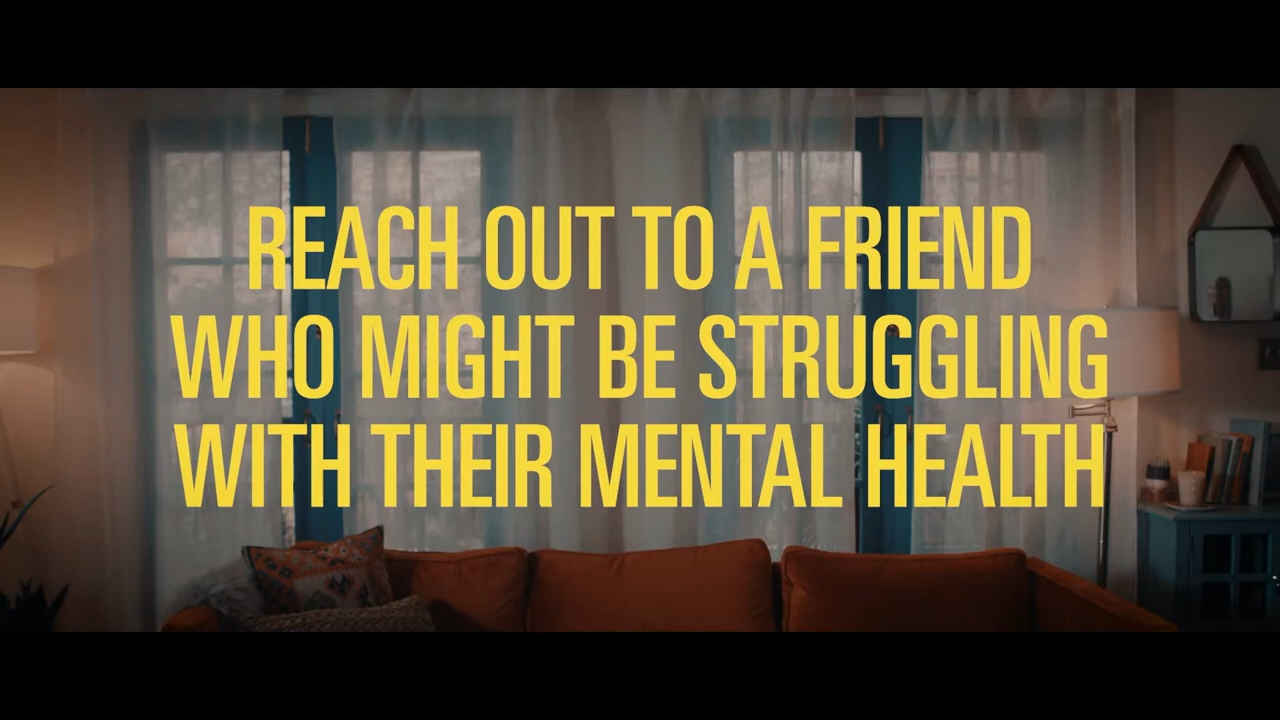 REACH OUT TO A FRIEND
WHO MIGHT BE STRUGGLING
WITH THEIR MENTAL HEALTH